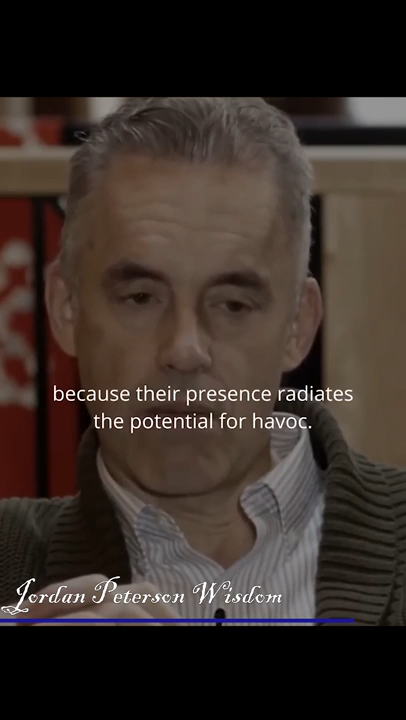 because their presence radiates
the potential for havoc.
Jordan Peterson Wisdom